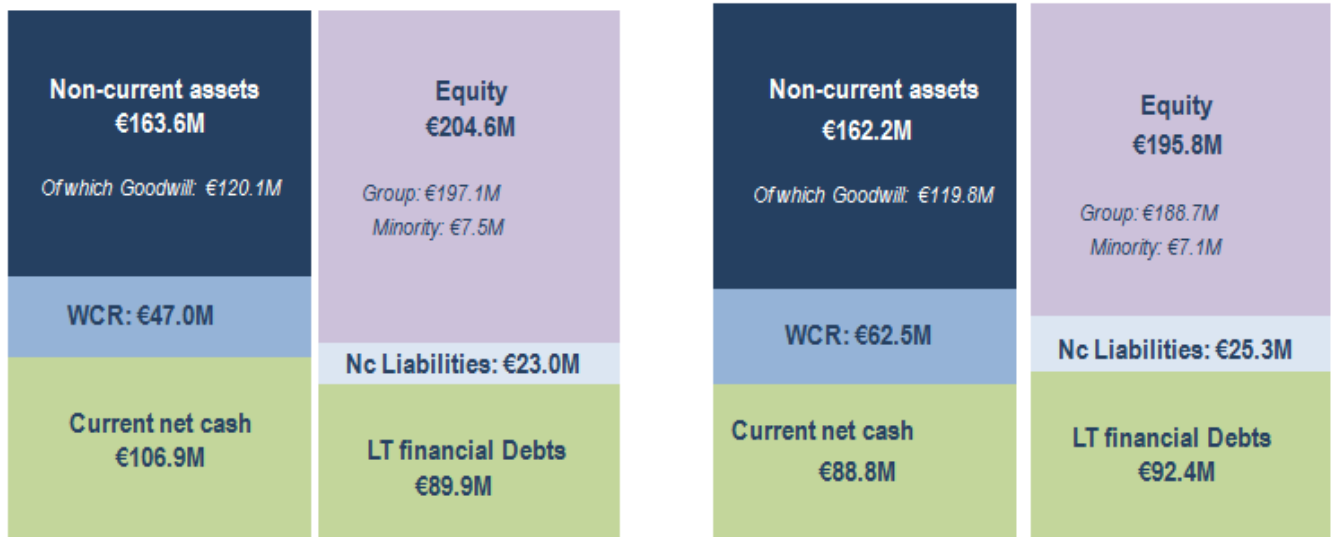 Non-current assets
€163.6M
Of which Goodwill: €120.1M
WCR: €47.0M
Current net cash
€106.9M
Equity
€204.6M
Group: €197.1M
Minority: €7.5M
Nc Liabilities: €23.0M
LT financial Debts
€89.9M
Non-current assets
€162.2M
Of which Goodwill: €119.8M
WCR: €62.5M
Current net cash
€88.8M
Equity
€195.8M
Group: €188.7M
Minority: €7.1M
Nc Liabilities: €25.3M
LT financial Debts
€92.4M